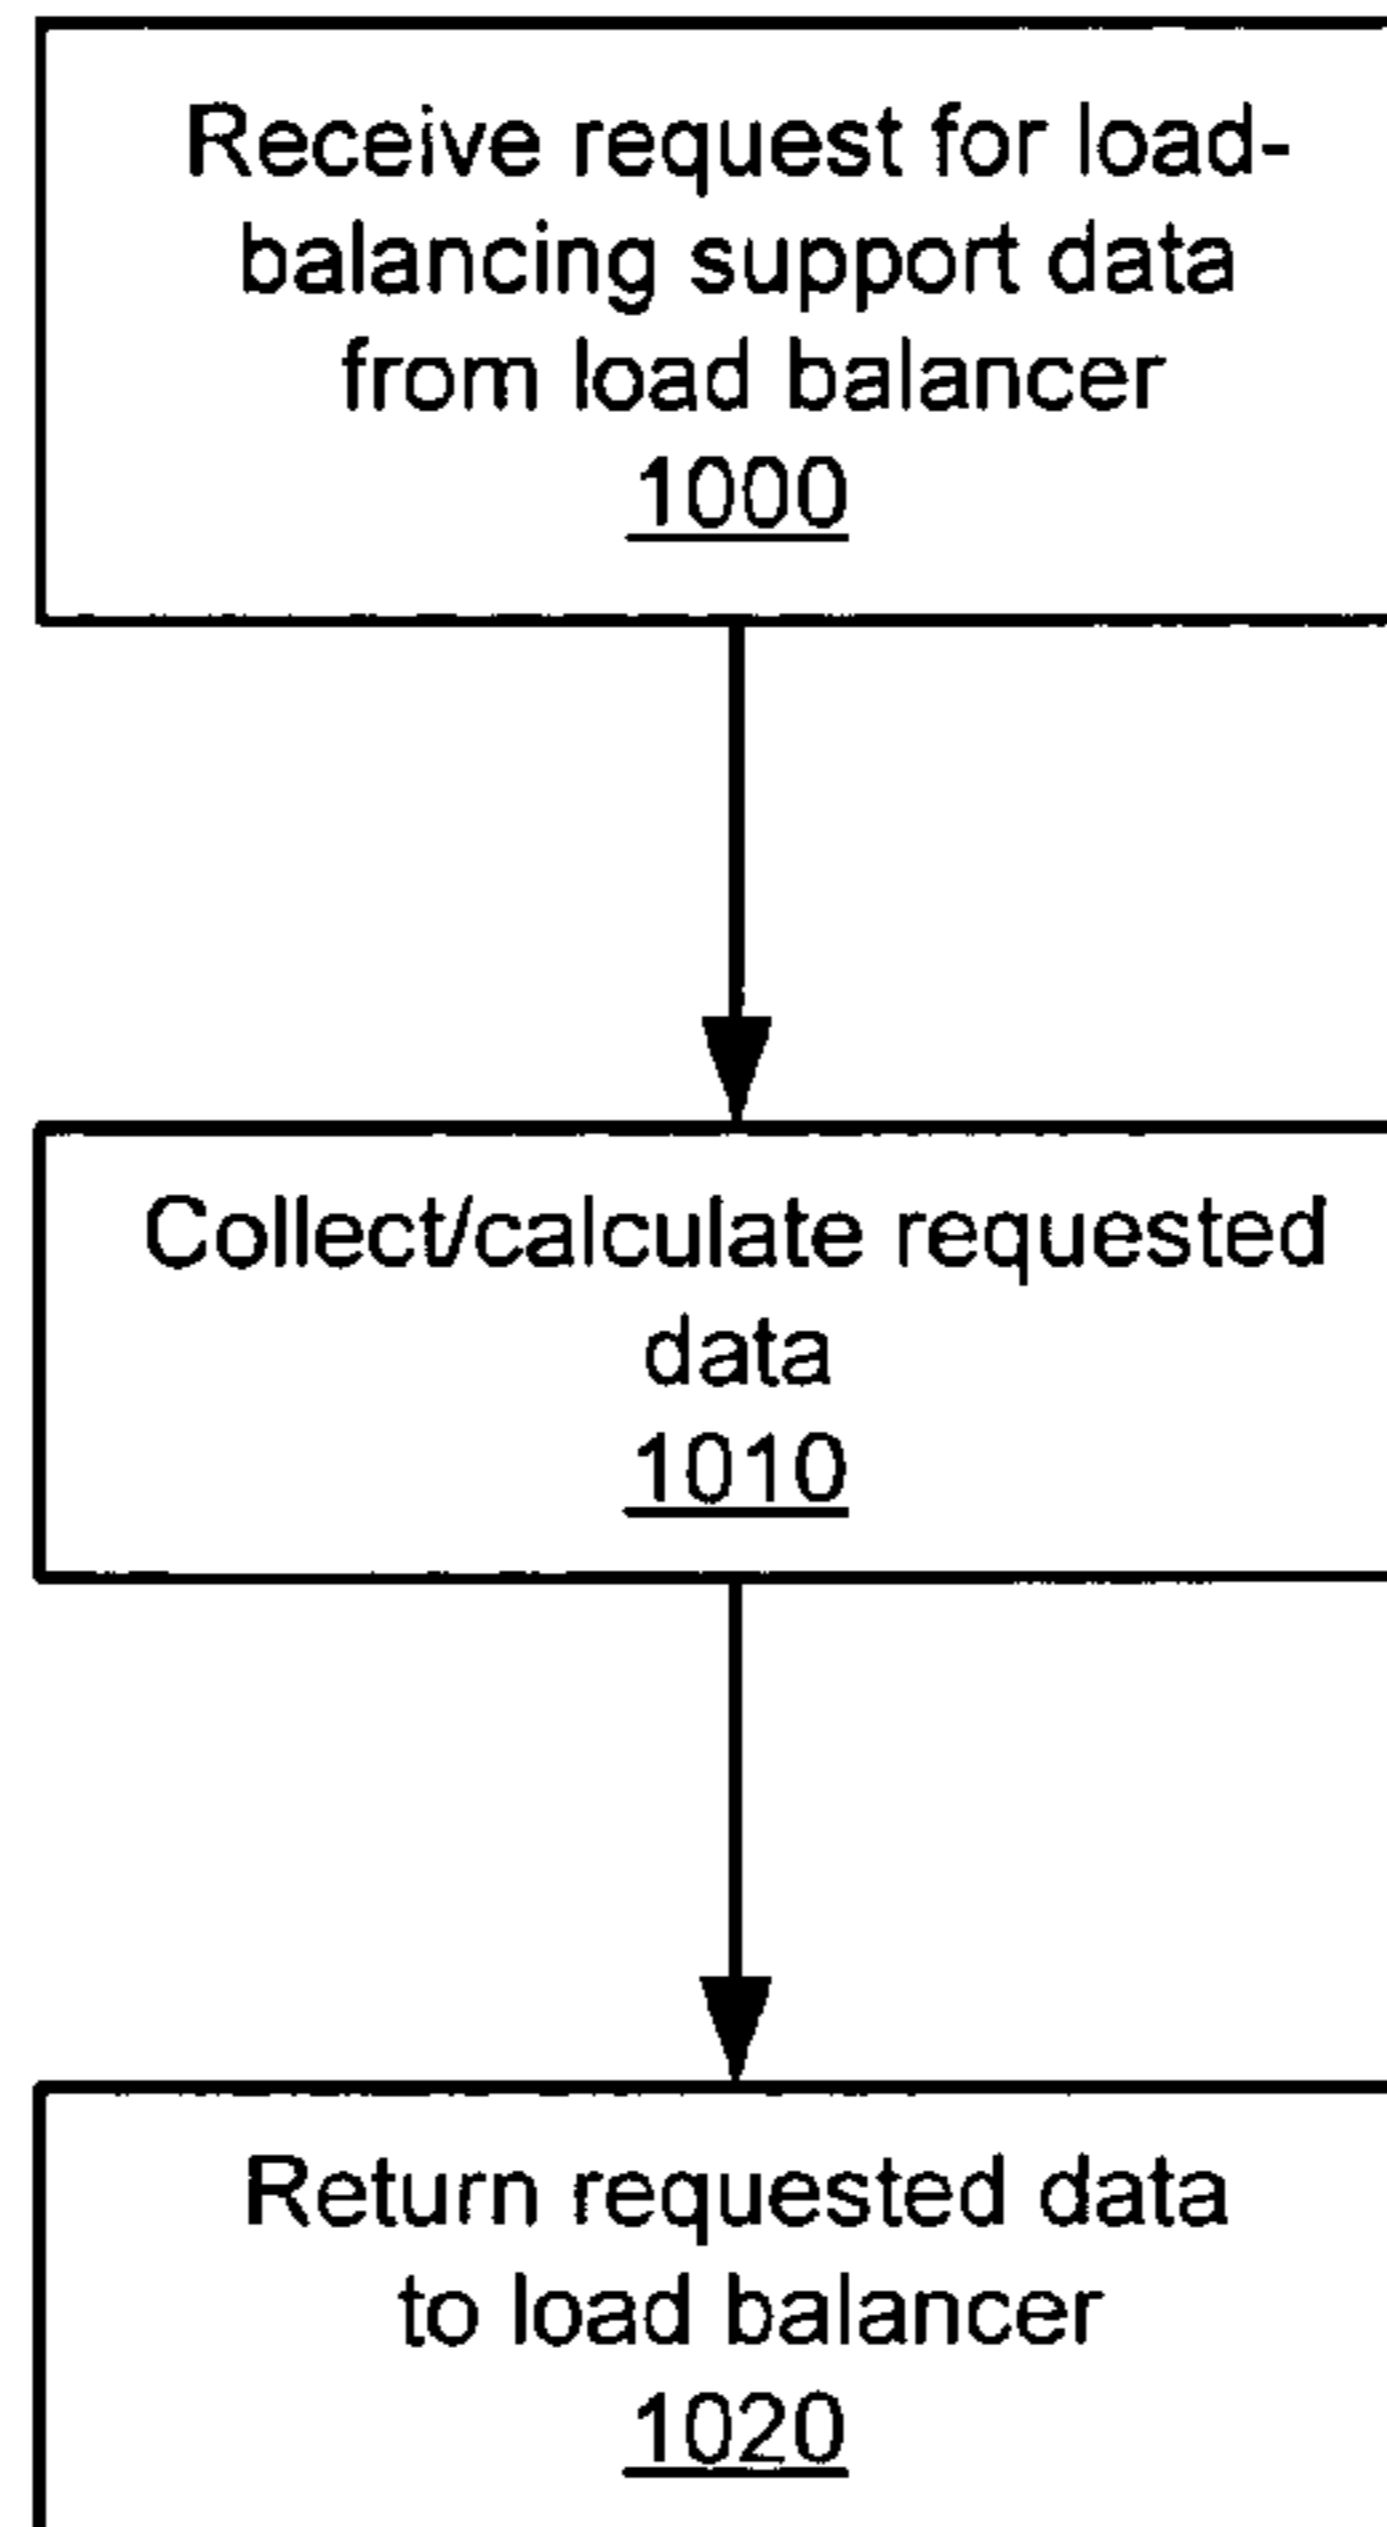 Receive request for load-
balancing support data
from load balancer
1000
Collect/calculate requested
data
1010
Return requested data
to load balancer
1020